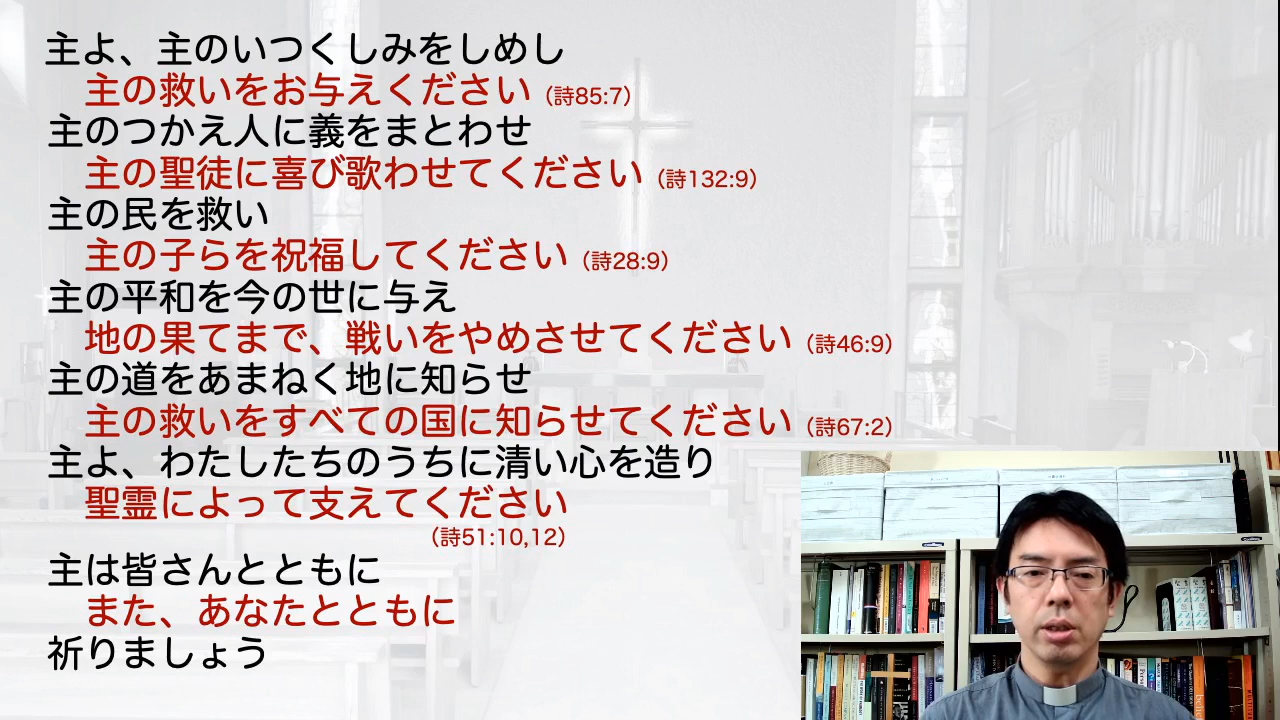 主よ、主のいつくしみをしめし
主の救いをお与えください（詩85:7）
主のつかえ人に義をまとわせ
主の聖徒に喜び歌わせてください（詩132:9）
主の民を救い
主の子らを祝福してください（詩28:9）
主の平和を今の世に与え
地の果てまで、戦いをやめさせてください（詩46:9）
主の道をあまねく地に知らせ
主の救いをすべての国に知らせてください（詩67:2）
主よ、わたしたちのうちに清い心を造り
聖霊によって支えてください
（詩51:10,12）
主は皆さんとともに
また、あなたとともに
祈りましょう